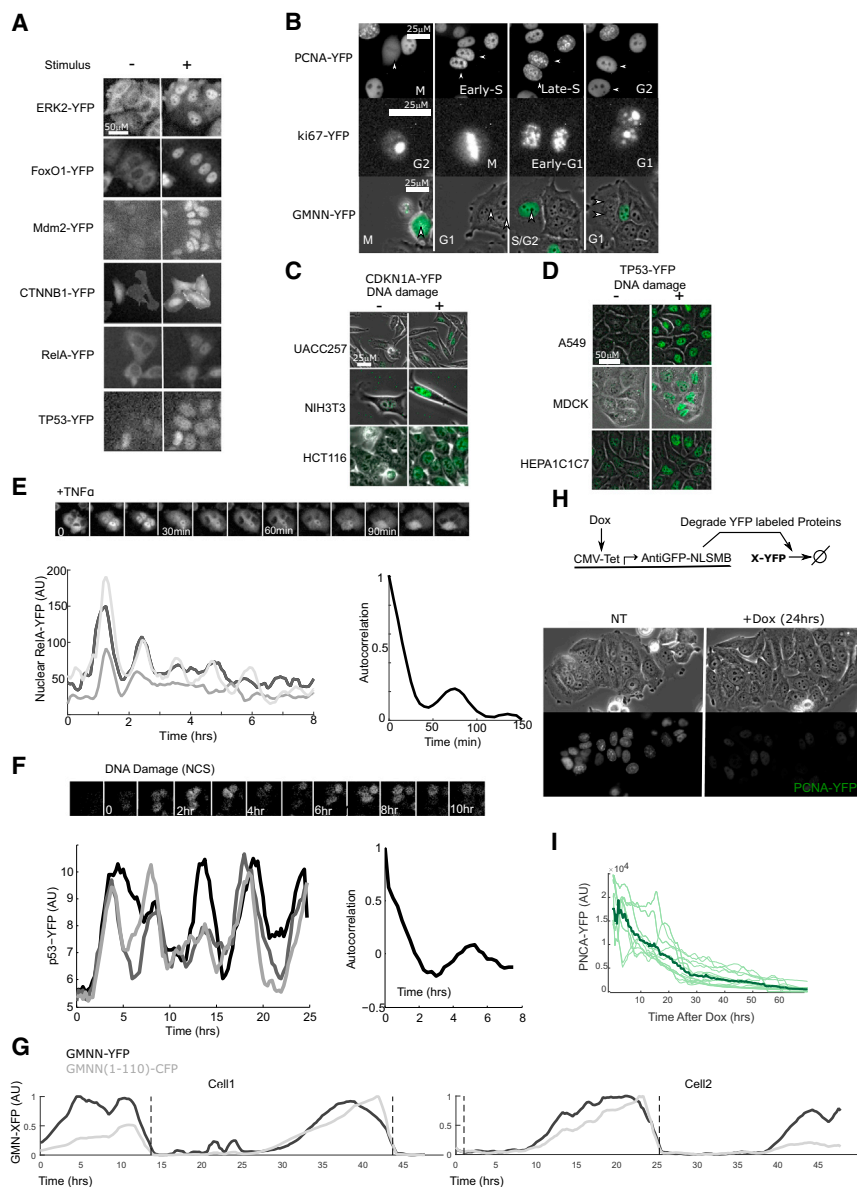 A
Stimulus - +
ERK2-YFP
50μM
FoxO1-YFP
Mdm2-YFP
CTNNB1-YFP
RelA-YFP
TP53-YFP
B
PCNA-YFP
25μM
M
Early-S
Late-S
G2
ki67-YFP
25μM
G2
M
Early-G1
G1
GMNN-YFP
25μM
M
G1
S/G2
G1
C
CDKN1A-YFP
DNA damage
- +
UACC257
25μM
NIH3T3
HCT116
D
TP53-YFP
DNA damage
- +
A549
50μM
MDCK
HEPA1C1C7
E
+TNFα
0 30min 60min 90min
Nuclear RelA-YFP (AU)
200
150
100
50
0 2 4 6 8
Time (hrs)
Autocorrelation
1
0.5
0
0 50 100 150
Time (min)
F
DNA Damage (NCS)
0 2hr 4hr 6hr 8hr 10hr
p53-YFP (AU)
10
9
8
7
6
5
0 5 10 15 20 25
Time (hrs)
Autocorrelation
1
0.5
0
-0.5
Time (hrs)
0 2 4 6 8
G
GMNN-YFP
GMNN(1-110)-CFP
Cell1
Cell2
GMN-XFP (AU)
1
0.5
0
0 5 10 15 20 25 30 35 40 45
Time (hrs)
1
0.5
0
0 5 10 15 20 25 30 35 40 45 50
Time (hrs)
H
Dox
Degrade YFP labeled Proteins
CMV-Tet AntiGFP-NLSMB X-YFP
NT
+Dox (24hrs)
PCNA-YFP
I
×10⁴
PNCA-YFP (AU)
2
1.5
1
0.5
0
10 20 30 40 50 60
Time After Dox (hrs)